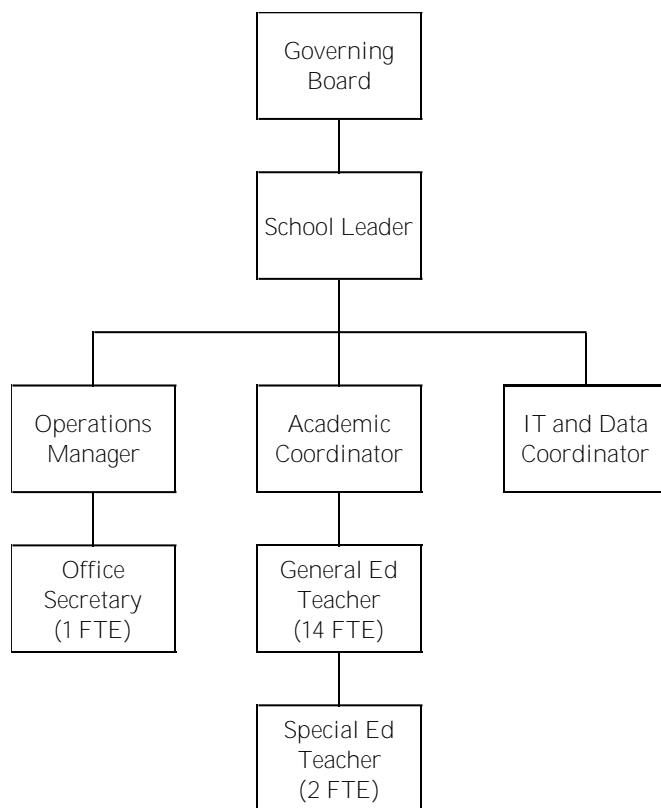 Governing
Board
School Leader
Operations
Manager
Academic
Coordinator
IT and Data
Coordinator
Office
Secretary
(1 FTE)
General Ed
Teacher
(14 FTE)
Special Ed
Teacher
(2 FTE)